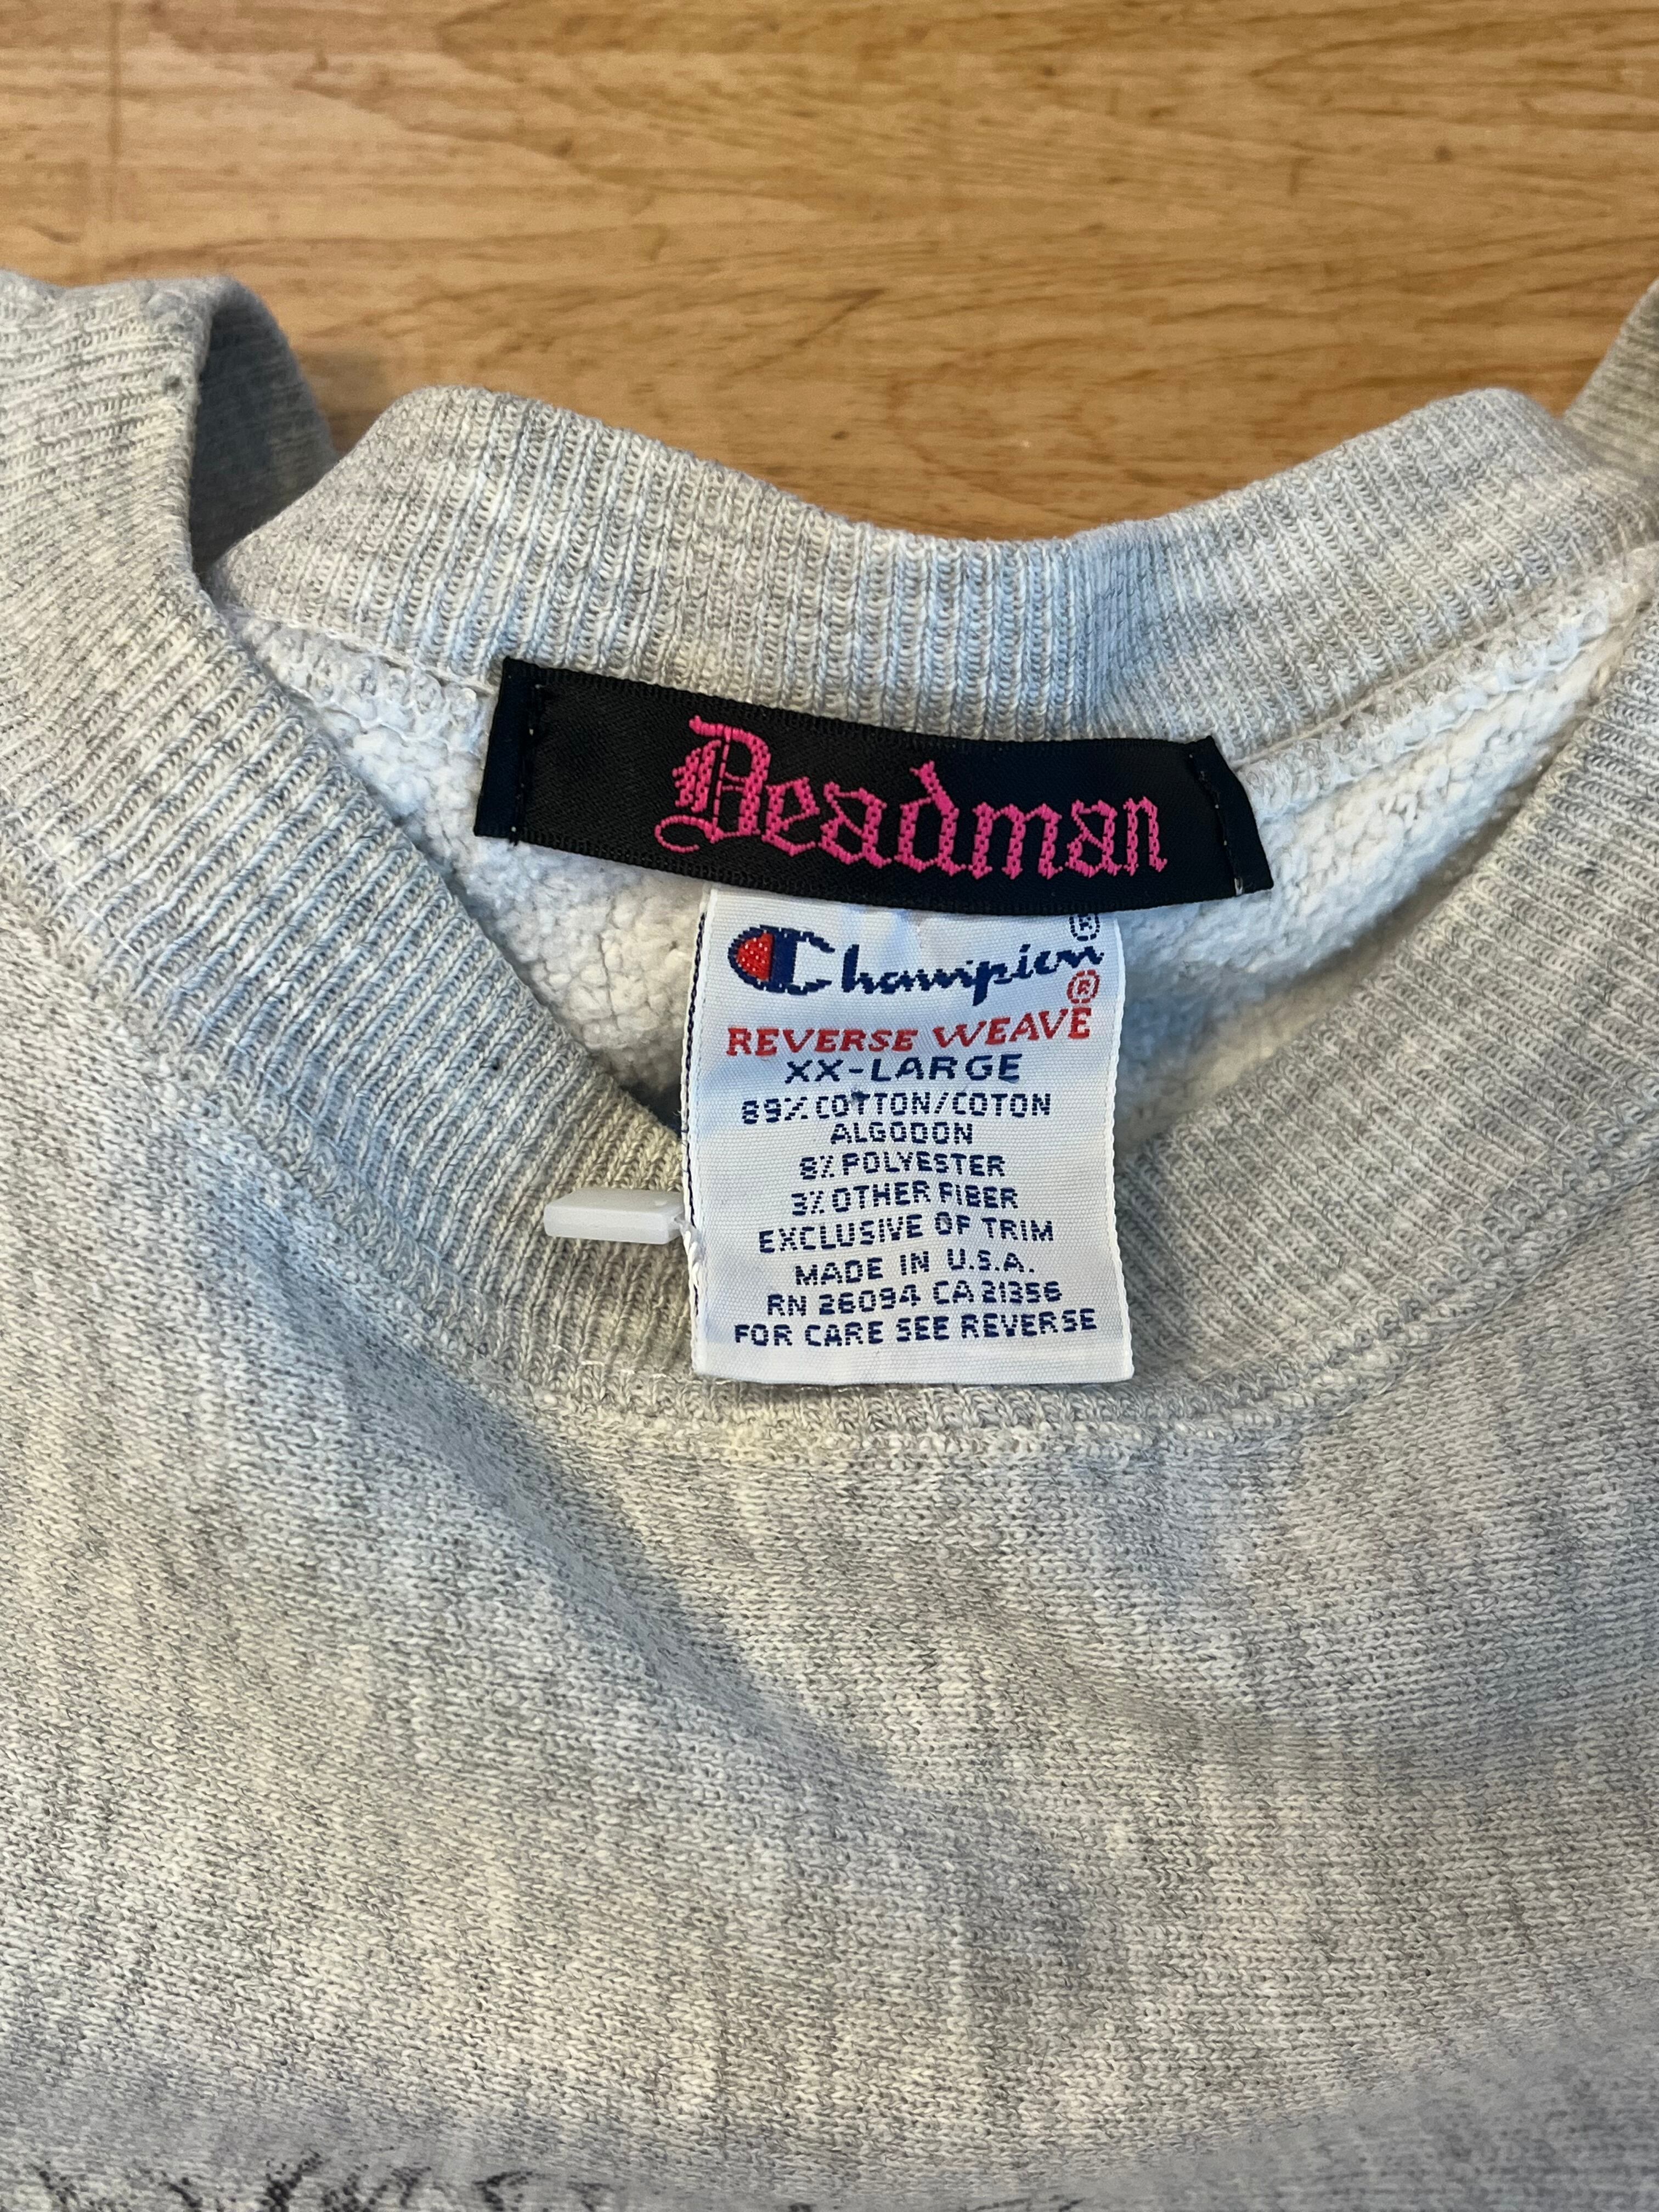 Deadman
Champion®
REVERSE WEAVE®
XX-LARGE
89% COTTON/COTON
ALGODON
8% POLYESTER
3% OTHER FIBER
EXCLUSIVE OF TRIM
MADE IN U.S.A.
RN 26094 CA 21356
FOR CARE SEE REVERSE